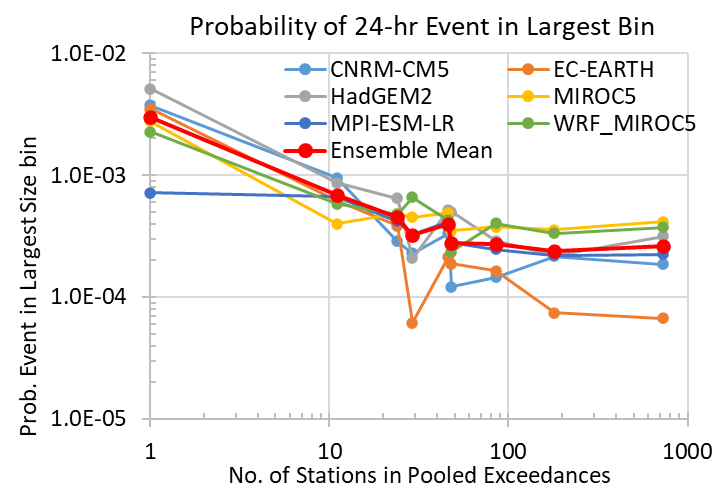 Probability of 24-hr Event in Largest Bin
1.0E-02
CNRM-CM5 EC-EARTH
HadGEM2 MIROC5
MPI-ESM-LR WRF_MIROC5
Ensemble Mean
1.0E-03
1.0E-04
1.0E-05
Prob. Event in Largest Size bin
1 10 100 1000
No. of Stations in Pooled Exceedances